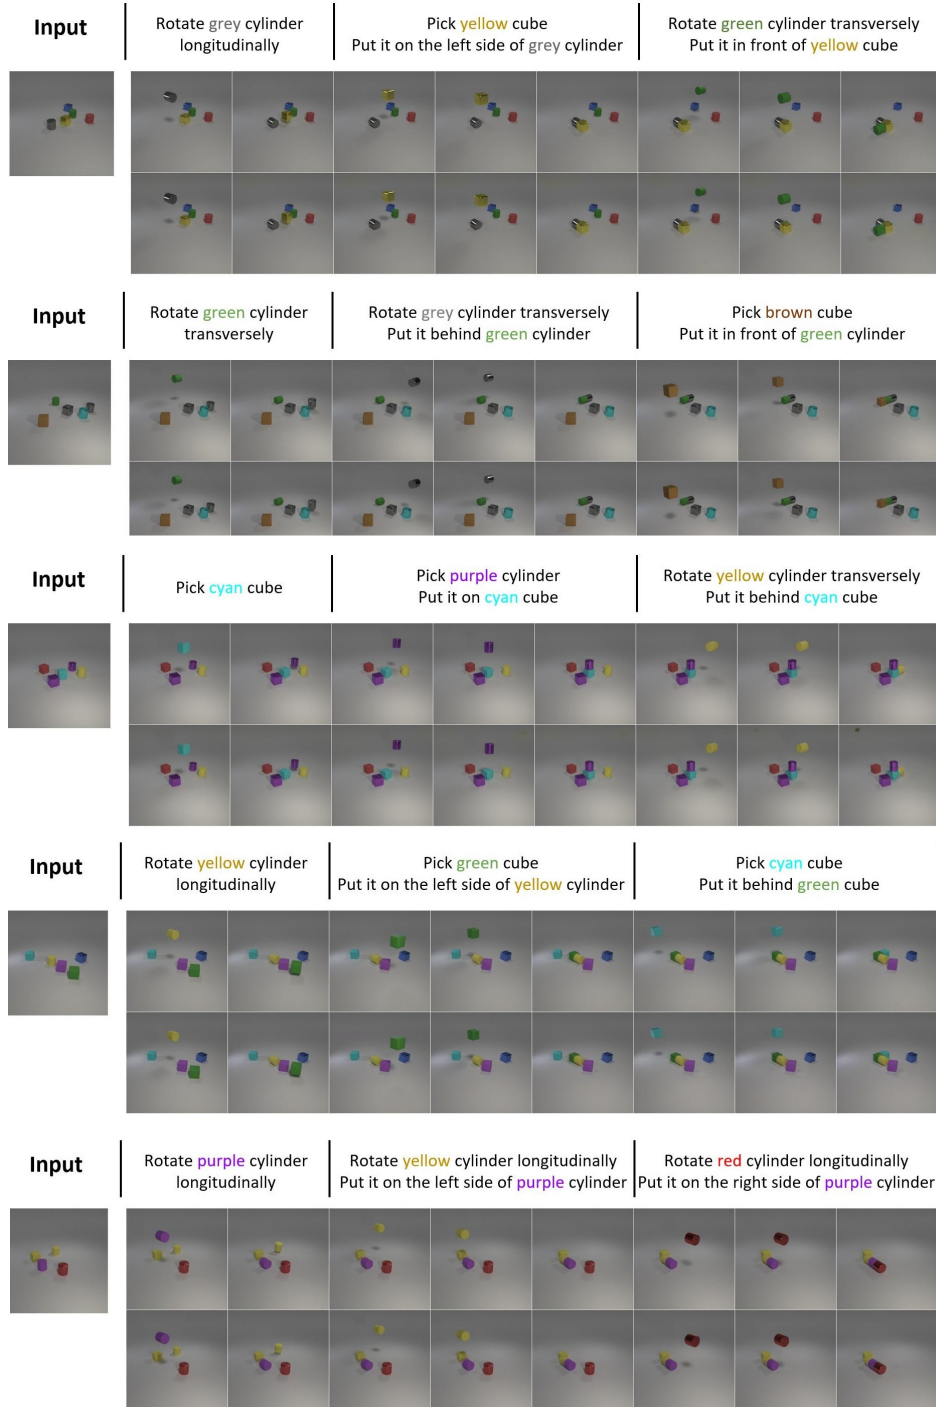 Input
Rotate grey cylinder
longitudinally
Pick yellow cube
Put it on the left side of grey cylinder
Rotate green cylinder transversely
Put it in front of yellow cube
Input
Rotate green cylinder
transversely
Rotate grey cylinder transversely
Put it behind green cylinder
Pick brown cube
Put it in front of green cylinder
Input
Pick cyan cube
Pick purple cylinder
Put it on cyan cube
Rotate yellow cylinder transversely
Put it behind cyan cube
Input
Rotate yellow cylinder
longitudinally
Pick green cube
Put it on the left side of yellow cylinder
Pick cyan cube
Put it behind green cube
Input
Rotate purple cylinder
longitudinally
Rotate yellow cylinder longitudinally
Put it on the left side of purple cylinder
Rotate red cylinder longitudinally
Put it on the right side of purple cylinder